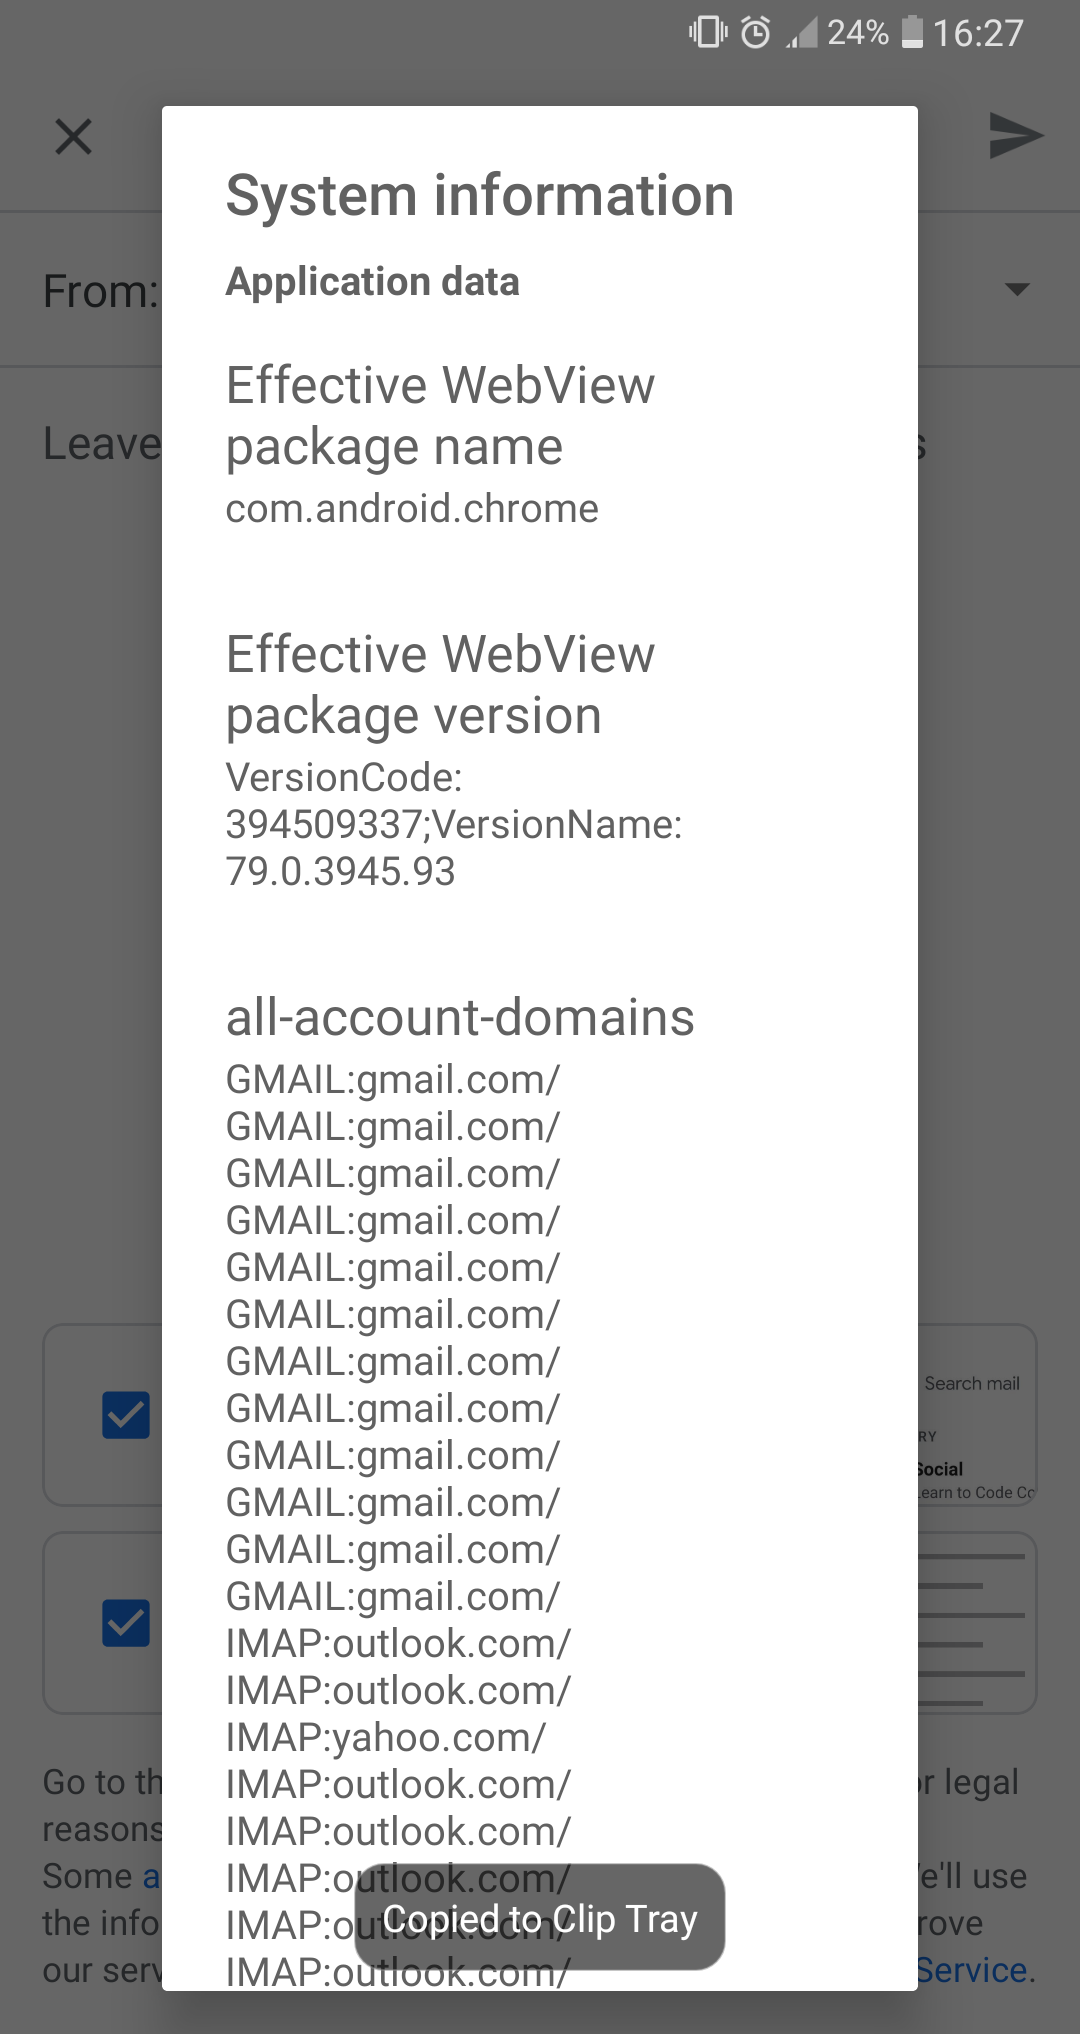 24% 16:27
System information
Application data
From:
Effective WebView
package name
Leave s
com.android.chrome
Effective WebView
package version
VersionCode:
394509337;VersionName:
79.0.3945.93
all-account-domains
GMAIL:gmail.com/
GMAIL:gmail.com/
GMAIL:gmail.com/
GMAIL:gmail.com/
GMAIL:gmail.com/
GMAIL:gmail.com/
GMAIL:gmail.com/
GMAIL:gmail.com/
GMAIL:gmail.com/
GMAIL:gmail.com/
GMAIL:gmail.com/
GMAIL:gmail.com/
IMAP:outlook.com/
IMAP:outlook.com/
IMAP:yahoo.com/
IMAP:outlook.com/
IMAP:outlook.com/
IMAP:outlook.com/
IMAP:outlook.com/
IMAP:outlook.com/
Copied to Clip Tray
Search mail
RY
Social
Learn to Code Co
Go to th or legal
reasons
Some a We'll use
the info rove
our serv Service.